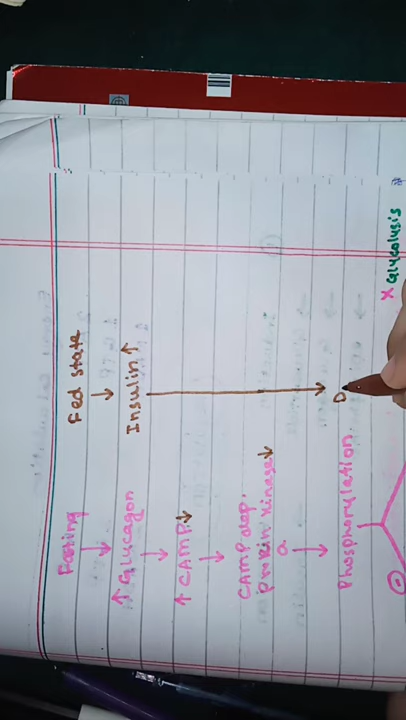 Fasting
↓
↑ Glucagon
↓
↑ CAMP ↓
↓
CAMP dep.
protein kinase ↓
a
↓
Phosphorylation
⊖
Fed state
↓
Insulin ↑
↓
D
X Glycolysis